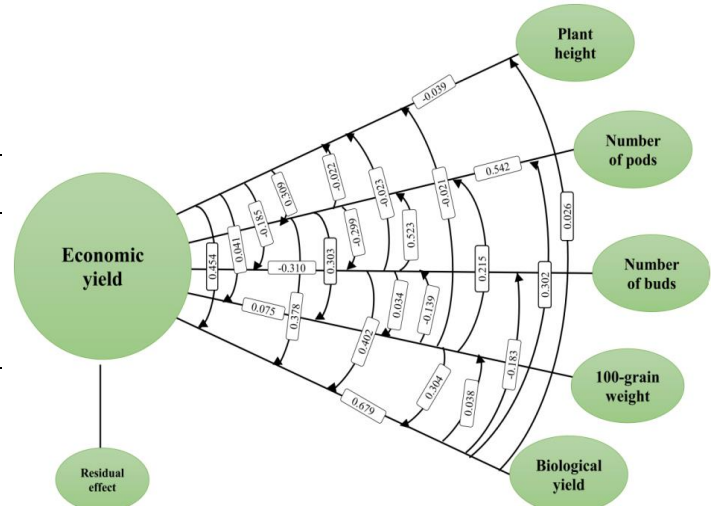 Plant
height
-0.039
Number
of pods
0.542
-0.022
0.309
-0.023
-0.021
0.026
-0.185
-0.299
0.523
0.041
0.454
Economic
yield
-0.310
0.303
0.215
0.302
Number
of buds
0.075
0.378
0.034
-0.139
0.402
-0.183
100-grain
weight
0.304
0.038
0.679
Biological
yield
Residual
effect